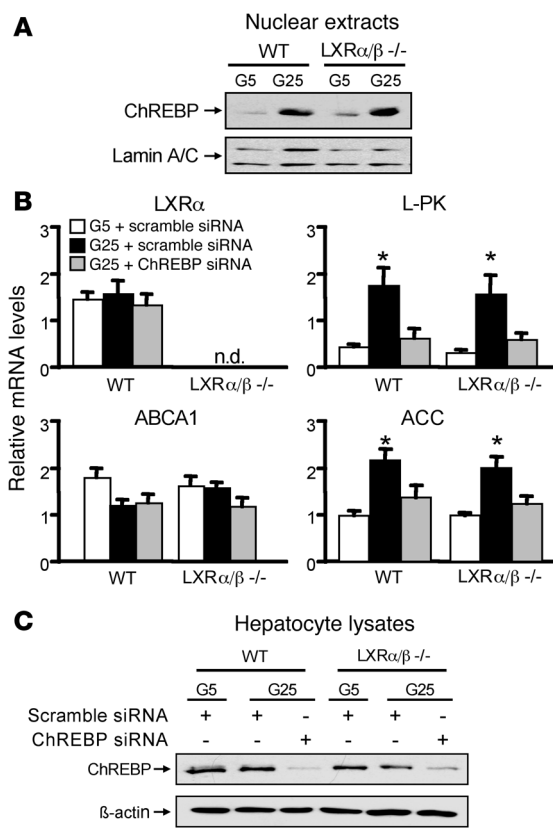 A
Nuclear extracts
WT LXRα/β -/-
G5 G25 G5 G25
ChREBP
Lamin A/C
B
LXRα L-PK
G5 + scramble siRNA
G25 + scramble siRNA
G25 + ChREBP siRNA
Relative mRNA levels
3 3
2 2
1 1
0 0
* *
n.d.
WT LXRα/β -/- WT LXRα/β -/-
ABCA1 ACC
3 3
2 2
1 1
0 0
* *
WT LXRα/β -/- WT LXRα/β -/-
C
Hepatocyte lysates
WT LXRα/β -/-
G5 G25 G5 G25
Scramble siRNA + + - + + -
ChREBP siRNA - - + - - +
ChREBP
ß-actin